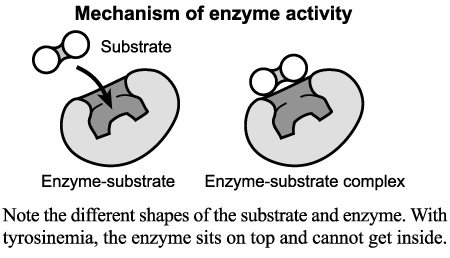 Mechanism of enzyme activity
Substrate
Enzyme-substrate
Enzyme-substrate complex
Note the different shapes of the substrate and enzyme. With
tyrosinemia, the enzyme sits on top and cannot get inside.